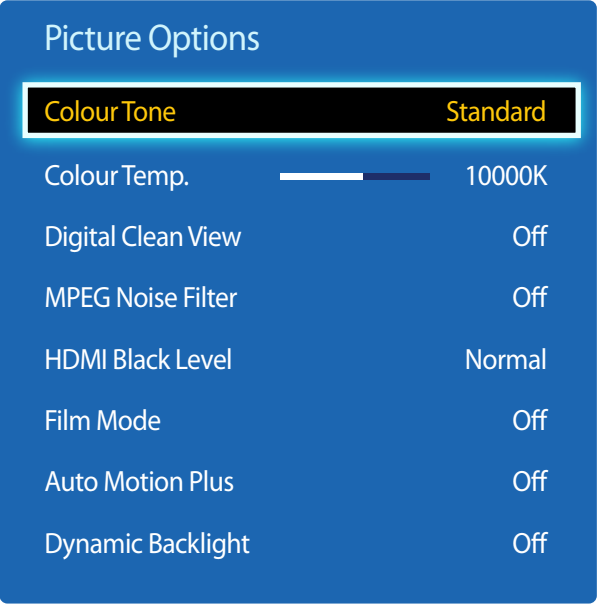 Picture Options
Colour Tone Standard
Colour Temp. 10000K
Digital Clean View Off
MPEG Noise Filter Off
HDMI Black Level Normal
Film Mode Off
Auto Motion Plus Off
Dynamic Backlight Off